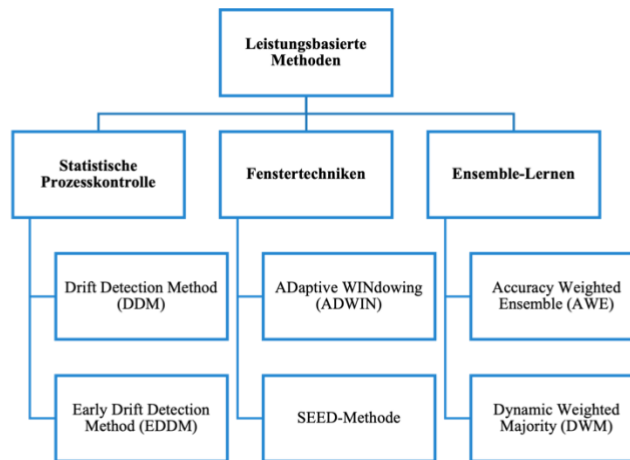 Leistungsbasierte
Methoden
Statistische
Prozesskontrolle
Fenstertechniken
Ensemble-Lernen
Drift Detection Method
(DDM)
ADaptive WINdowing
(ADWIN)
Accuracy Weighted
Ensemble (AWE)
Early Drift Detection
Method (EDDM)
SEED-Methode
Dynamic Weighted
Majority (DWM)